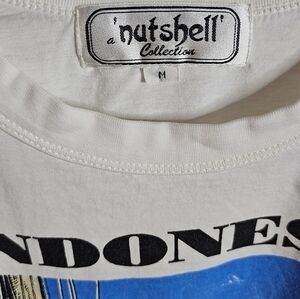 a 'nutshell'
Collection
M
NDONES